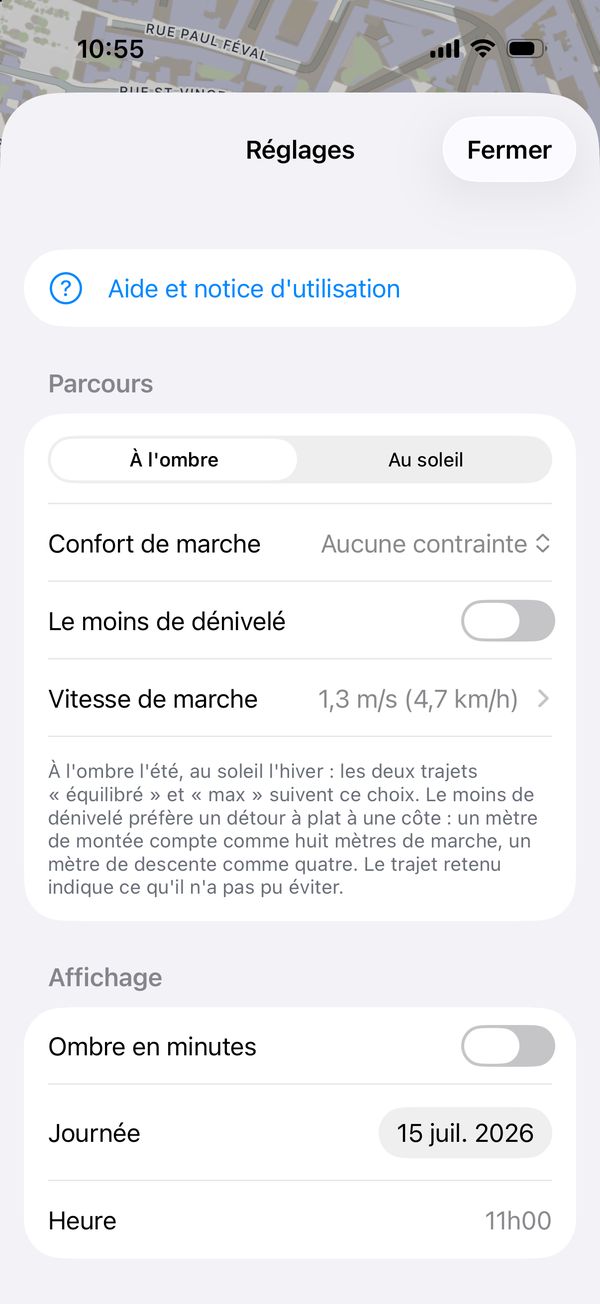 RUE PAUL FÉVAL
10:55
Réglages
Fermer
? Aide et notice d'utilisation
Parcours
À l'ombre
Au soleil
Confort de marche
Aucune contrainte
Le moins de dénivelé
Vitesse de marche
1,3 m/s (4,7 km/h)
À l'ombre l'été, au soleil l'hiver : les deux trajets
« équilibré » et « max » suivent ce choix. Le moins de
dénivelé préfère un détour à plat à une côte : un mètre
de montée compte comme huit mètres de marche, un
mètre de descente comme quatre. Le trajet retenu
indique ce qu'il n'a pas pu éviter.
Affichage
Ombre en minutes
Journée
15 juil. 2026
Heure
11h00